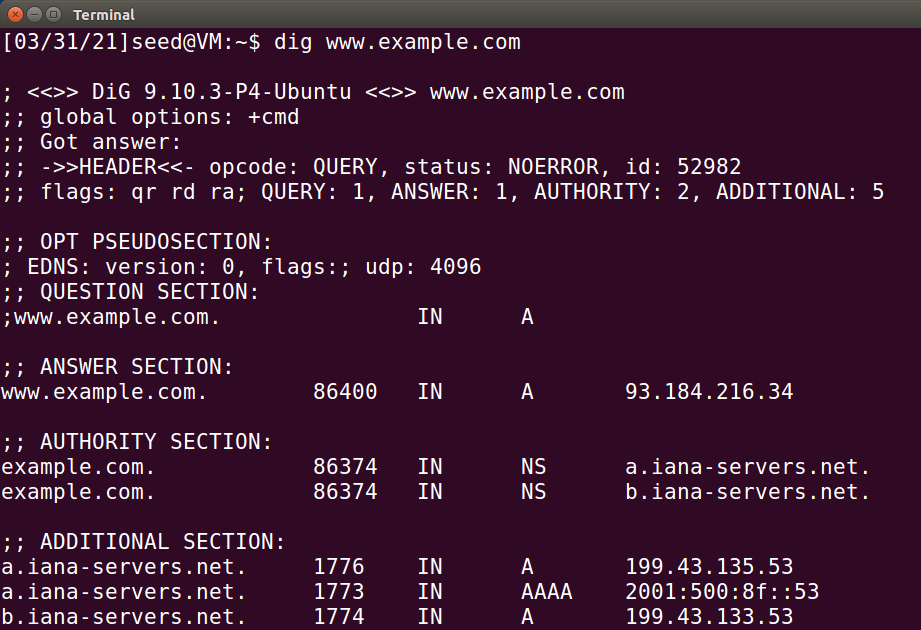 Terminal
[03/31/21]seed@VM:~$ dig www.example.com
; <<>> DiG 9.10.3-P4-Ubuntu <<>> www.example.com
;; global options: +cmd
;; Got answer:
;; ->>HEADER<<- opcode: QUERY, status: NOERROR, id: 52982
;; flags: qr rd ra; QUERY: 1, ANSWER: 1, AUTHORITY: 2, ADDITIONAL: 5
;; OPT PSEUDOSECTION:
; EDNS: version: 0, flags:; udp: 4096
;; QUESTION SECTION:
;www.example.com. IN A
;; ANSWER SECTION:
www.example.com. 86400 IN A 93.184.216.34
;; AUTHORITY SECTION:
example.com. 86374 IN NS a.iana-servers.net.
example.com. 86374 IN NS b.iana-servers.net.
;; ADDITIONAL SECTION:
a.iana-servers.net. 1776 IN A 199.43.135.53
a.iana-servers.net. 1773 IN AAAA 2001:500:8f::53
b.iana-servers.net. 1774 IN A 199.43.133.53